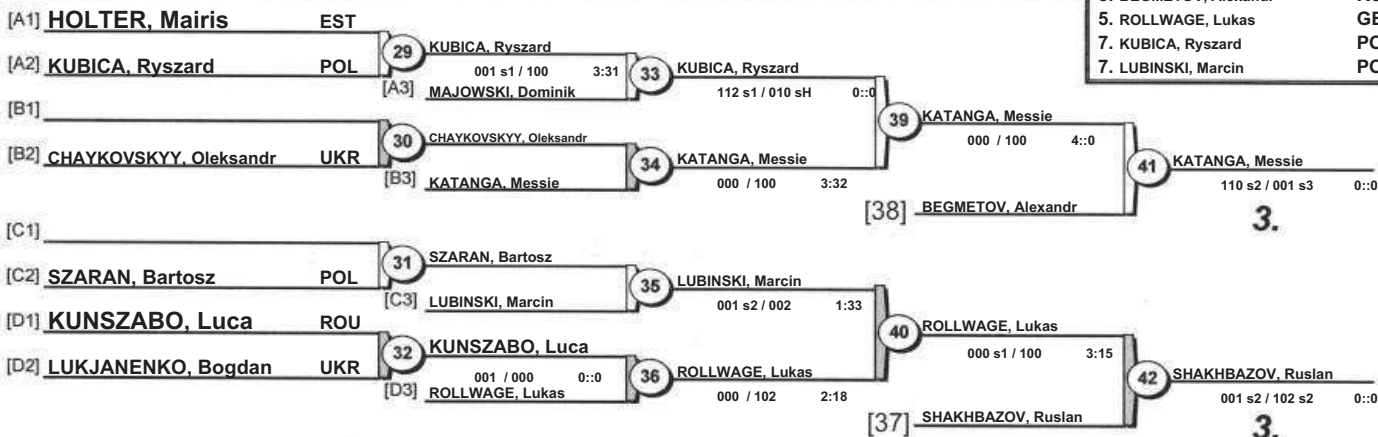 5. ROLLWAGE, Lukas
7. KUBICA, Ryszard
7. LUBINSKI, Marcin
[A1] HOLTER, Mairis EST
[A2] KUBICA, Ryszard POL
29
KUBICA, Ryszard
001 s1 / 100 3:31
[A3] MAJOWSKI, Dominik
33
KUBICA, Ryszard
112 s1 / 010 sH 0::0
[B1]
[B2] CHAYKOVSKYY, Oleksandr UKR
30
CHAYKOVSKYY, Oleksandr
[B3] KATANGA, Messie
34
KATANGA, Messie
000 / 100 3:32
39
KATANGA, Messie
000 / 100 4::0
[38] BEGMETOV, Alexandr
41
KATANGA, Messie
110 s2 / 001 s3 0::0
3.
[C1]
[C2] SZARAN, Bartosz POL
31
SZARAN, Bartosz
[C3] LUBINSKI, Marcin
35
LUBINSKI, Marcin
001 s2 / 002 1:33
[D1] KUNSZABO, Luca ROU
[D2] LUKJANENKO, Bogdan UKR
32
KUNSZABO, Luca
001 / 000 0::0
[D3] ROLLWAGE, Lukas
36
ROLLWAGE, Lukas
000 / 102 2:18
40
ROLLWAGE, Lukas
000 s1 / 100 3:15
[37] SHAKHBAZOV, Ruslan
42
SHAKHBAZOV, Ruslan
001 s2 / 102 s2 0::0
3.